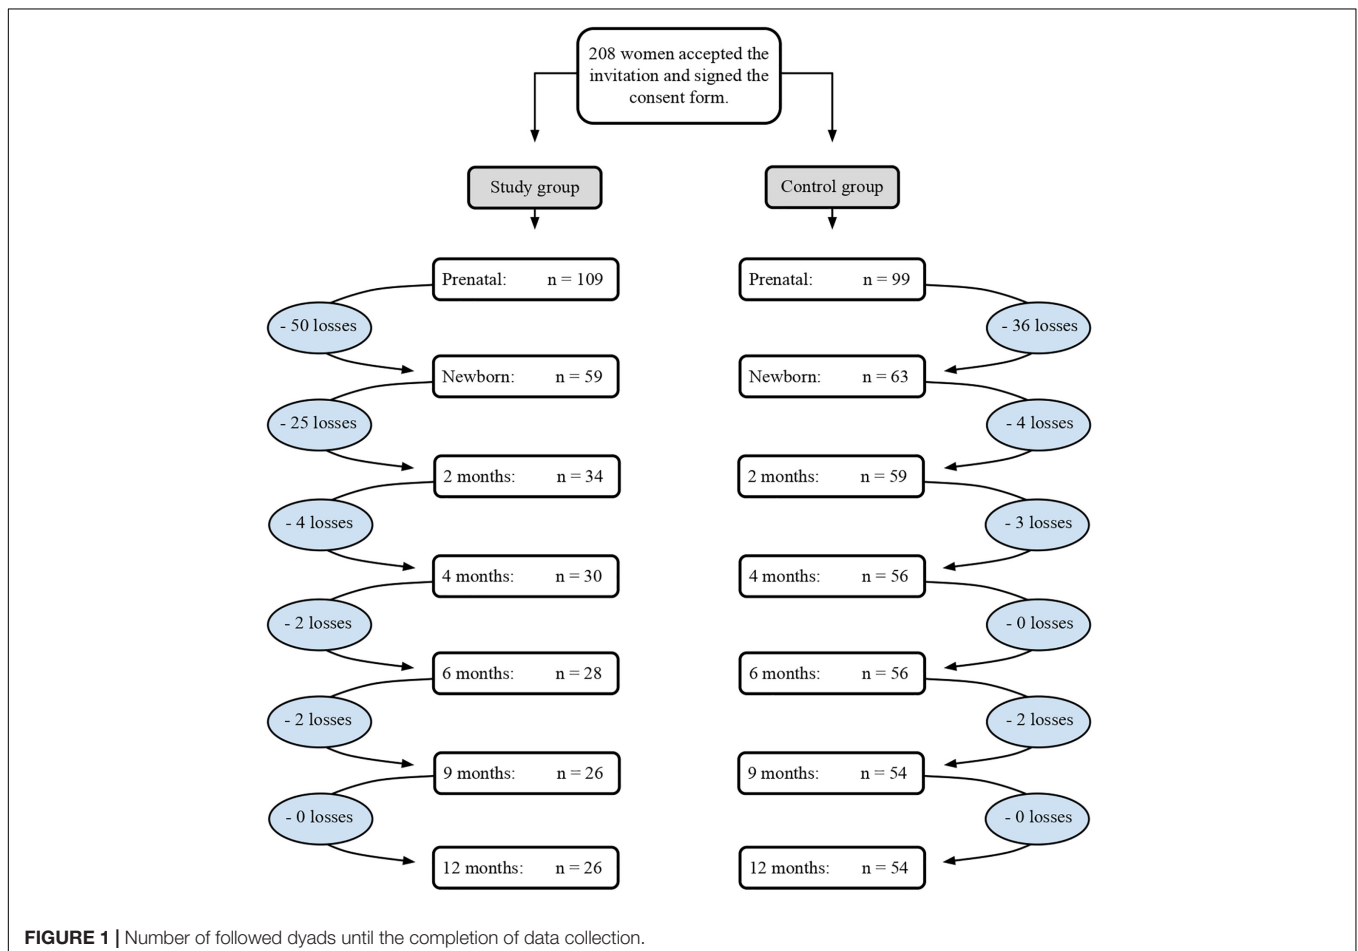 208 women accepted the
invitation and signed the
consent form.
Study group
Control group
Prenatal: n = 109
Prenatal: n = 99
- 50 losses
- 36 losses
Newborn: n = 59
Newborn: n = 63
- 25 losses
- 4 losses
2 months: n = 34
2 months: n = 59
- 4 losses
- 3 losses
4 months: n = 30
4 months: n = 56
- 2 losses
- 0 losses
6 months: n = 28
6 months: n = 56
- 2 losses
- 2 losses
9 months: n = 26
9 months: n = 54
- 0 losses
- 0 losses
12 months: n = 26
12 months: n = 54
FIGURE 1 | Number of followed dyads until the completion of data collection.